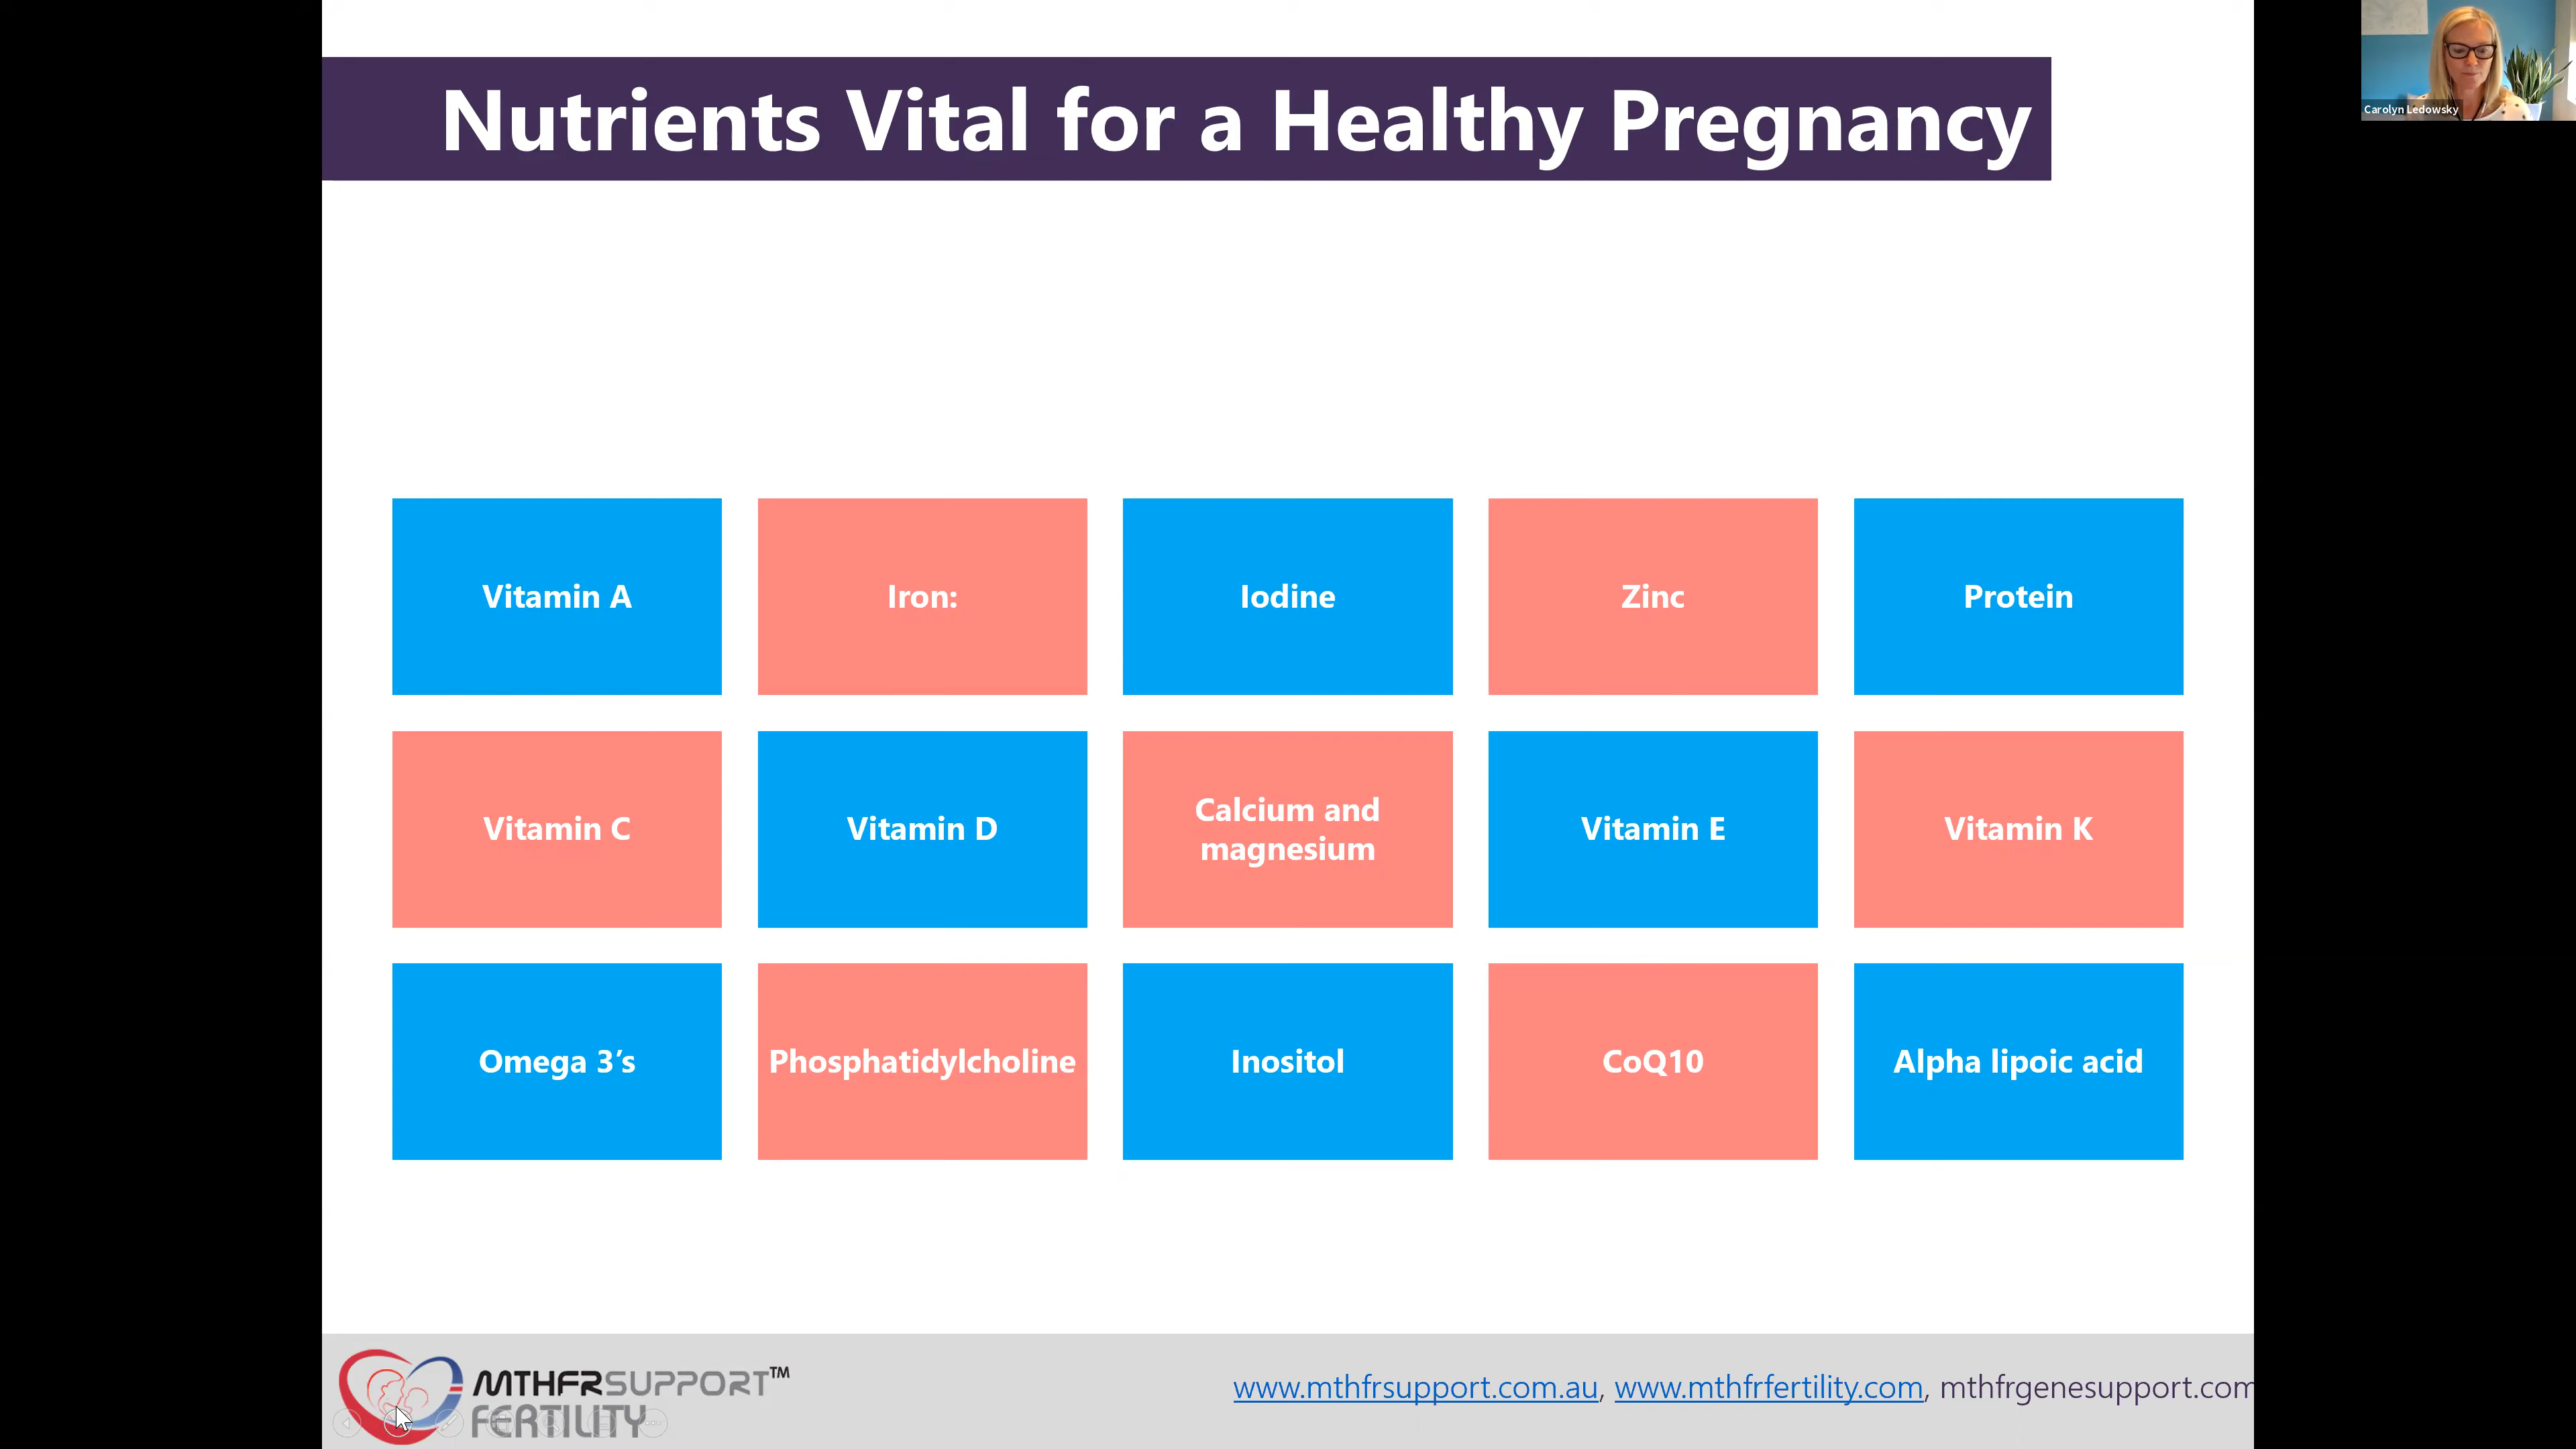 Nutrients Vital for a Healthy Pregnancy
Carolyn Ledowsky
Vitamin A
Iron:
Iodine
Zinc
Protein
Vitamin C
Vitamin D
Calcium and
magnesium
Vitamin E
Vitamin K
Omega 3’s
Phosphatidylcholine
Inositol
CoQ10
Alpha lipoic acid
MTHFRSUPPORT™
FERTILITY
www.mthfrsupport.com.au, www.mthfrfertility.com, mthfrgenesupport.com